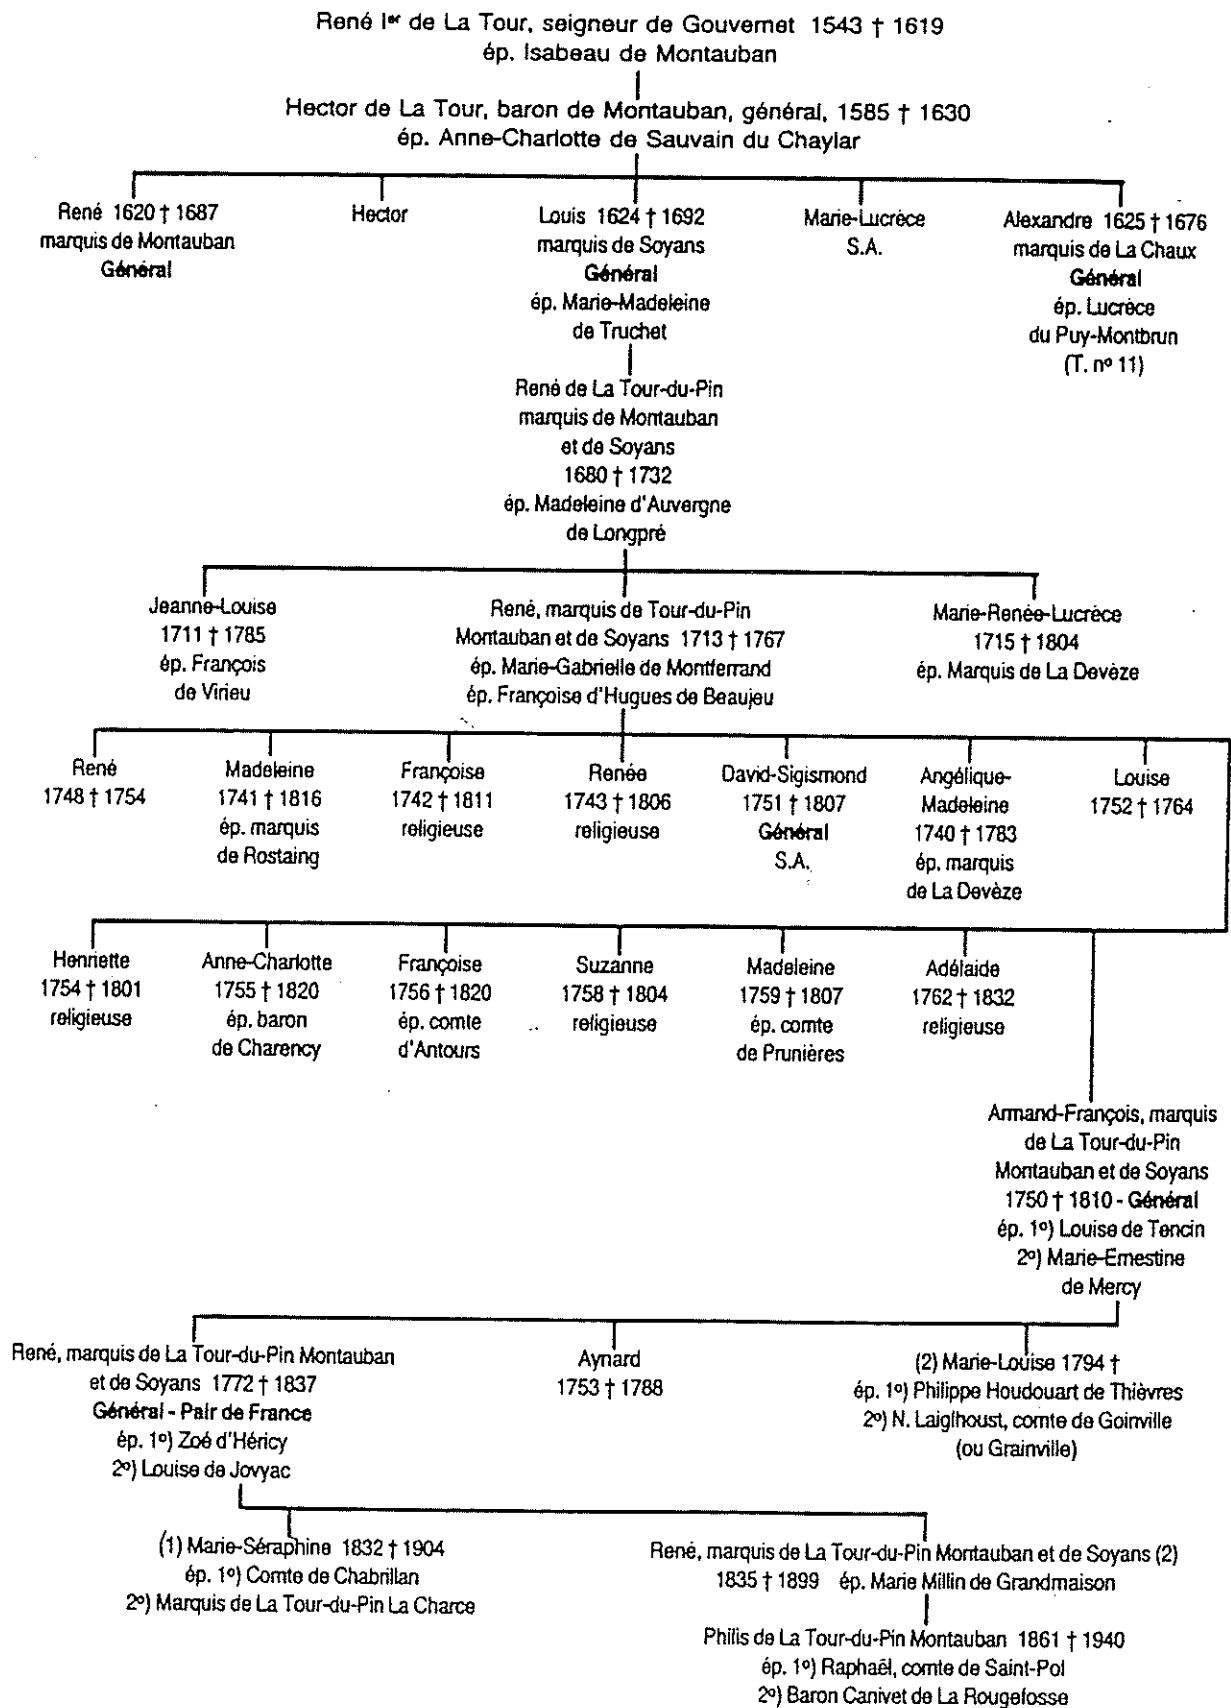 René Iᵉʳ de La Tour, seigneur de Gouvernet 1543 † 1619
ép. Isabeau de Montauban
Hector de La Tour, baron de Montauban, général, 1585 † 1630
ép. Anne-Charlotte de Sauvain du Chaylar
René 1620 † 1687
marquis de Montauban
Général
Hector
Louis 1624 † 1692
marquis de Soyans
Général
ép. Marie-Madeleine
de Truchet
Marie-Lucrèce
S.A.
Alexandre 1625 † 1676
marquis de La Chaux
Général
ép. Lucrèce
du Puy-Montbrun
(T. nº 11)
René de La Tour-du-Pin
marquis de Montauban
et de Soyans
1680 † 1732
ép. Madeleine d'Auvergne
de Longpré
Jeanne-Louise
1711 † 1785
ép. François
de Virieu
René, marquis de Tour-du-Pin
Montauban et de Soyans 1713 † 1767
ép. Marie-Gabrielle de Montferrand
ép. Françoise d'Hugues de Beaujeu
Marie-Renée-Lucrèce
1715 † 1804
ép. Marquis de La Devèze
René
1748 † 1754
Madeleine
1741 † 1816
ép. marquis
de Rostaing
Françoise
1742 † 1811
religieuse
Renée
1743 † 1806
religieuse
David-Sigismond
1751 † 1807
Général
S.A.
Angélique-
Madeleine
1740 † 1783
ép. marquis
de La Devèze
Louise
1752 † 1764
Henriette
1754 † 1801
religieuse
Anne-Charlotte
1755 † 1820
ép. baron
de Charency
Françoise
1756 † 1820
ép. comte
d'Antours
Suzanne
1758 † 1804
religieuse
Madeleine
1759 † 1807
ép. comte
de Prunières
Adélaide
1762 † 1832
religieuse
Armand-François, marquis
de La Tour-du-Pin
Montauban et de Soyans
1750 † 1810 - Général
ép. 1º) Louise de Tencin
2º) Marie-Ernestine
de Mercy
René, marquis de La Tour-du-Pin Montauban
et de Soyans 1772 † 1837
Général - Pair de France
ép. 1º) Zoé d'Héricy
2º) Louise de Jovyac
Aynard
1753 † 1788
(2) Marie-Louise 1794 †
ép. 1º) Philippe Houdouart de Thièvres
2º) N. Laiglhoust, comte de Goinville
(ou Grainville)
(1) Marie-Séraphine 1832 † 1904
ép. 1º) Comte de Chabrillan
2º) Marquis de La Tour-du-Pin La Charce
René, marquis de La Tour-du-Pin Montauban et de Soyans (2)
1835 † 1899 ép. Marie Millin de Grandmaison
Philis de La Tour-du-Pin Montauban 1861 † 1940
ép. 1º) Raphaël, comte de Saint-Pol
2º) Baron Canivet de La Rougefosse